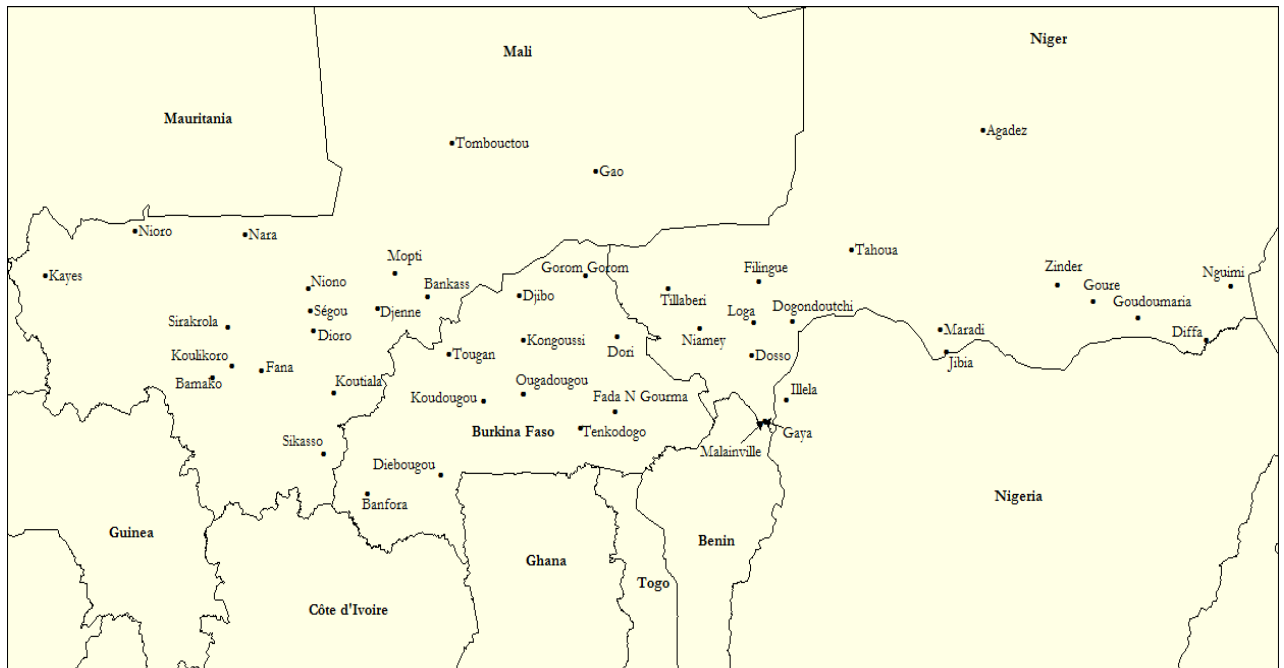 Niger
Mali
Mauritania
Agadez
Tombouctou
Gao
Nioro
Nara
Tahoua
Mopti
Gorom Gorom
Filingue
Zinder
Nguimi
Kayes
Niono
Bankass
Goure
Djibo
Tillaberi
Goudoumaria
Ségou
Djenne
Loga
Dogondoutchi
Sirakrola
Dioro
Maradi
Diffa
Kongoussi
Niamey
Dori
Koulikoro
Tougan
Dosso
Jibia
Fana
Bamako
Koutiala
Ougadougou
Illela
Koudougou
Fada N Gourma
Burkina Faso
Tenkodogo
Gaya
Sikasso
Malainville
Diebougou
Nigeria
Banfora
Guinea
Benin
Ghana
Togo
Côte d'Ivoire